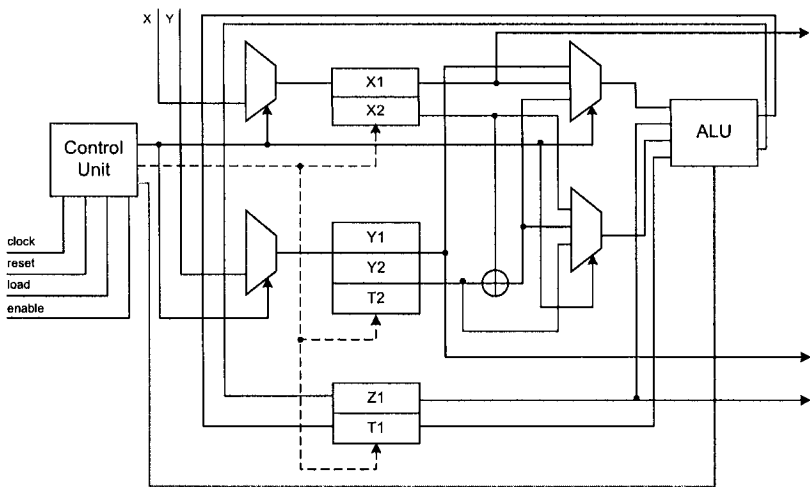 X Y
X1
X2
ALU
Control
Unit
clock
reset
load
enable
Y1
Y2
T2
Z1
T1